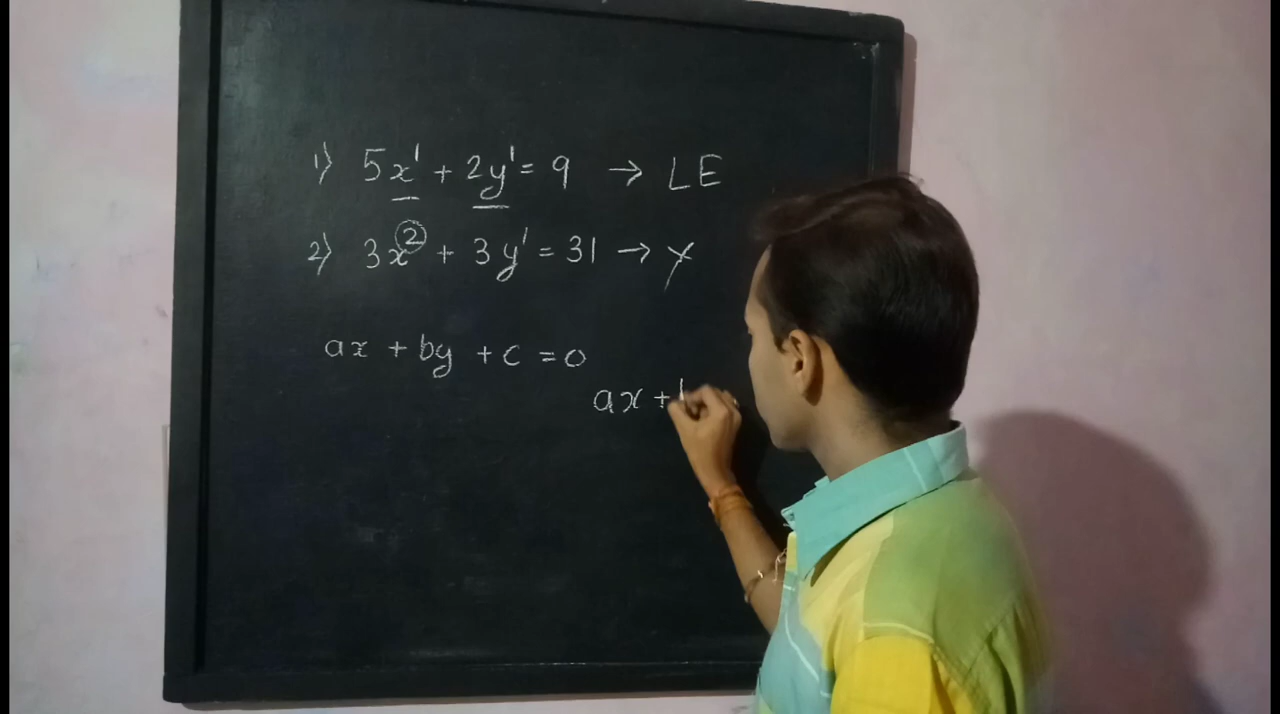 1) 5x¹ + 2y¹ = 9 → LE
2) 3x² + 3y¹ = 31 → ✗
ax + by + c = 0
ax +